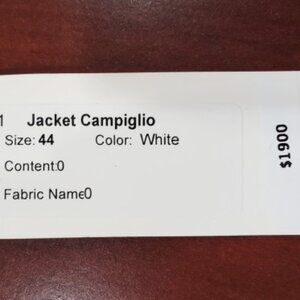 1 Jacket Campiglio
Size: 44 Color: White
Content:0
Fabric Name0
$1900